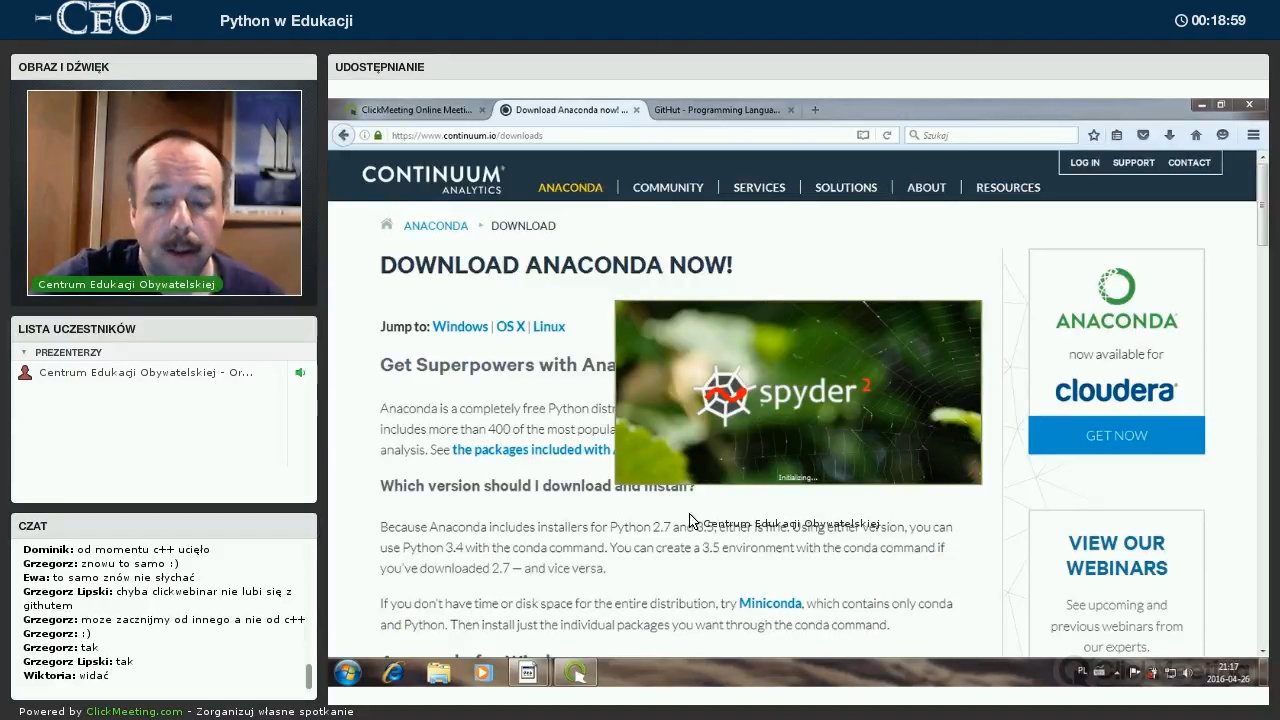 CEO
Python w Edukacji
00:18:59
OBRAZ I DŹWIĘK
Centrum Edukacji Obywatelskiej
LISTA UCZESTNIKÓW
PREZENTERZY
Centrum Edukacji Obywatelskiej - Or...
CZAT
Dominik: od momentu c++ ucięło
Grzegorz: znowu to samo :)
Ewa: to samo znów nie słychać
Grzegorz Lipski: chyba clickwebinar nie lubi się z
githutem
Grzegorz: moze zacznijmy od innego a nie od c++
Grzegorz: :)
Grzegorz: tak
Grzegorz Lipski: tak
Wiktoria: widać
UDOSTĘPNIANIE
ClickMeeting Online Meeti...
Download Anaconda now! ...
GitHut - Programming Langua...
https://www.continuum.io/downloads
Szukaj
LOG IN SUPPORT CONTACT
CONTINUUM
ANALYTICS
ANACONDA COMMUNITY SERVICES SOLUTIONS ABOUT RESOURCES
ANACONDA DOWNLOAD
DOWNLOAD ANACONDA NOW!
Jump to: Windows | OS X | Linux
Get Superpowers with Ana
Anaconda is a completely free Python distr
includes more than 400 of the most popula
analysis. See the packages included with
Which version should I download and install?
Because Anaconda includes installers for Python 2.7 and 3.5, either is fine. Using either version, you can
use Python 3.4 with the conda command. You can create a 3.5 environment with the conda command if
you've downloaded 2.7 — and vice versa.
If you don't have time or disk space for the entire distribution, try Miniconda, which contains only conda
and Python. Then install just the individual packages you want through the conda command.
spyder 2
Initializing...
Centrum Edukacji Obywatelskiej
ANACONDA
now available for
cloudera
GET NOW
VIEW OUR
WEBINARS
See upcoming and
previous webinars from
our experts.
PL
21:17
2016-04-26
Powered by ClickMeeting.com - Zorganizuj własne spotkanie